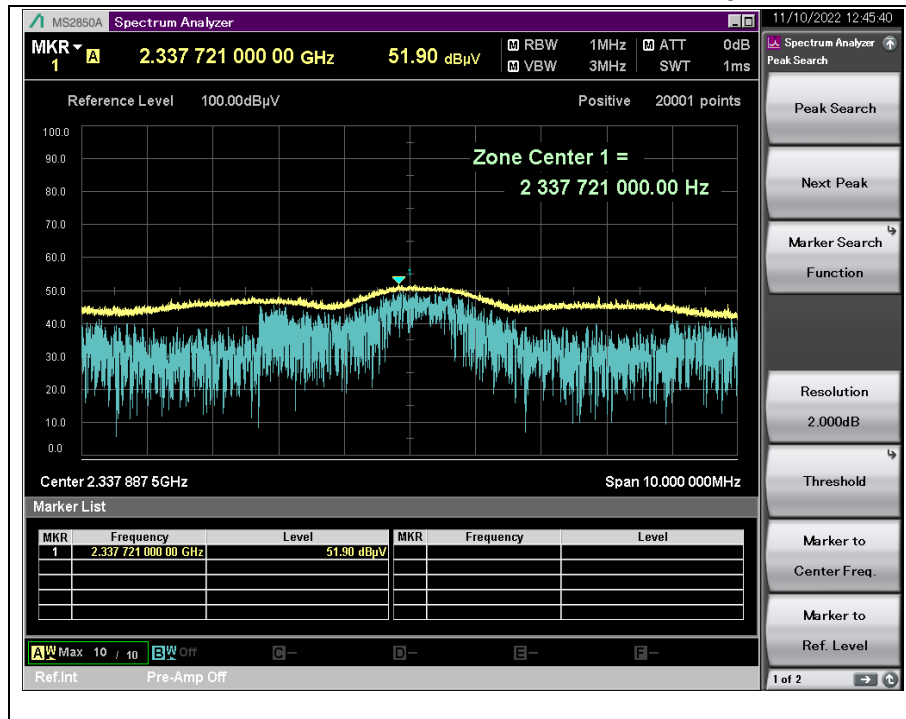 MS2850A Spectrum Analyzer
11/10/2022 12:45:40
MKR 1 A 2.337 721 000 00 GHz 51.90 dBµV
M RBW 1MHz M ATT 0dB
M VBW 3MHz SWT 1ms
Spectrum Analyzer
Peak Search
Reference Level 100.00dBµV Positive 20001 points
100.0
90.0
80.0
70.0
60.0
50.0
40.0
30.0
20.0
10.0
0.0
Zone Center 1 =
2 337 721 000.00 Hz
1
Center 2.337 887 5GHz Span 10.000 000MHz
Marker List
MKR Frequency Level MKR Frequency Level
1 2.337 721 000 00 GHz 51.90 dBµV
A W Max 10 / 10 B W Off C – D – E – F –
Ref.Int Pre-Amp Off
Peak Search
Next Peak
Marker Search
Function
Resolution
2.000dB
Threshold
Marker to
Center Freq.
Marker to
Ref. Level
1 of 2